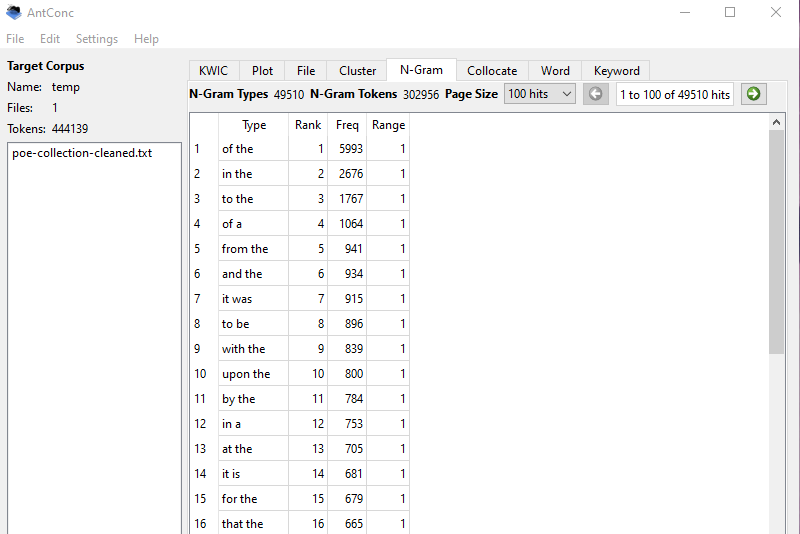 AntConc
File Edit Settings Help
Target Corpus
Name: temp
Files: 1
Tokens: 444139
poe-collection-cleaned.txt
KWIC Plot File Cluster N-Gram Collocate Word Keyword
N-Gram Types 49510 N-Gram Tokens 302956 Page Size 100 hits 1 to 100 of 49510 hits
Type Rank Freq Range
1 of the 1 5993 1
2 in the 2 2676 1
3 to the 3 1767 1
4 of a 4 1064 1
5 from the 5 941 1
6 and the 6 934 1
7 it was 7 915 1
8 to be 8 896 1
9 with the 9 839 1
10 upon the 10 800 1
11 by the 11 784 1
12 in a 12 753 1
13 at the 13 705 1
14 it is 14 681 1
15 for the 15 679 1
16 that the 16 665 1